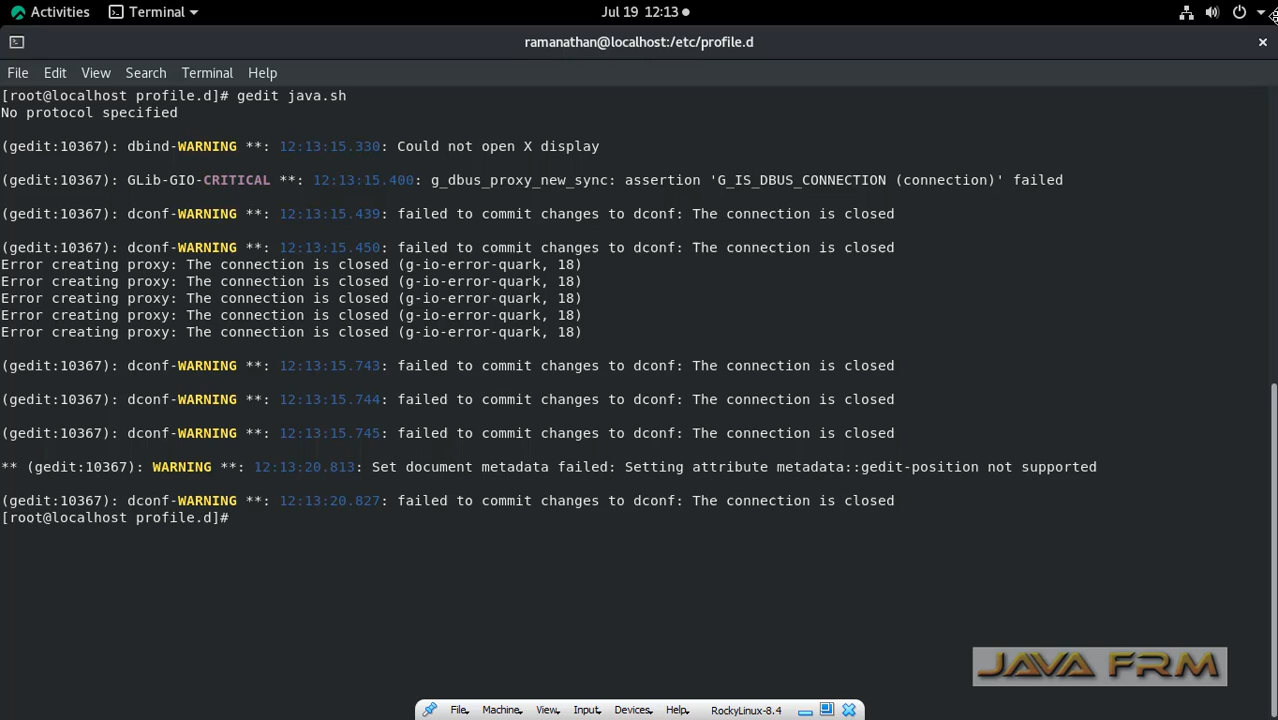 Activities Terminal Jul 19 12:13
ramanathan@localhost:/etc/profile.d
File Edit View Search Terminal Help
[root@localhost profile.d]# gedit java.sh
No protocol specified
(gedit:10367): dbind-WARNING **: 12:13:15.330: Could not open X display
(gedit:10367): GLib-GIO-CRITICAL **: 12:13:15.400: g_dbus_proxy_new_sync: assertion 'G_IS_DBUS_CONNECTION (connection)' failed
(gedit:10367): dconf-WARNING **: 12:13:15.439: failed to commit changes to dconf: The connection is closed
(gedit:10367): dconf-WARNING **: 12:13:15.450: failed to commit changes to dconf: The connection is closed
Error creating proxy: The connection is closed (g-io-error-quark, 18)
Error creating proxy: The connection is closed (g-io-error-quark, 18)
Error creating proxy: The connection is closed (g-io-error-quark, 18)
Error creating proxy: The connection is closed (g-io-error-quark, 18)
Error creating proxy: The connection is closed (g-io-error-quark, 18)
(gedit:10367): dconf-WARNING **: 12:13:15.743: failed to commit changes to dconf: The connection is closed
(gedit:10367): dconf-WARNING **: 12:13:15.744: failed to commit changes to dconf: The connection is closed
(gedit:10367): dconf-WARNING **: 12:13:15.745: failed to commit changes to dconf: The connection is closed
** (gedit:10367): WARNING **: 12:13:20.813: Set document metadata failed: Setting attribute metadata::gedit-position not supported
(gedit:10367): dconf-WARNING **: 12:13:20.827: failed to commit changes to dconf: The connection is closed
[root@localhost profile.d]#
JAVA FRM
File Machine View Input Devices Help RockyLinux-8.4